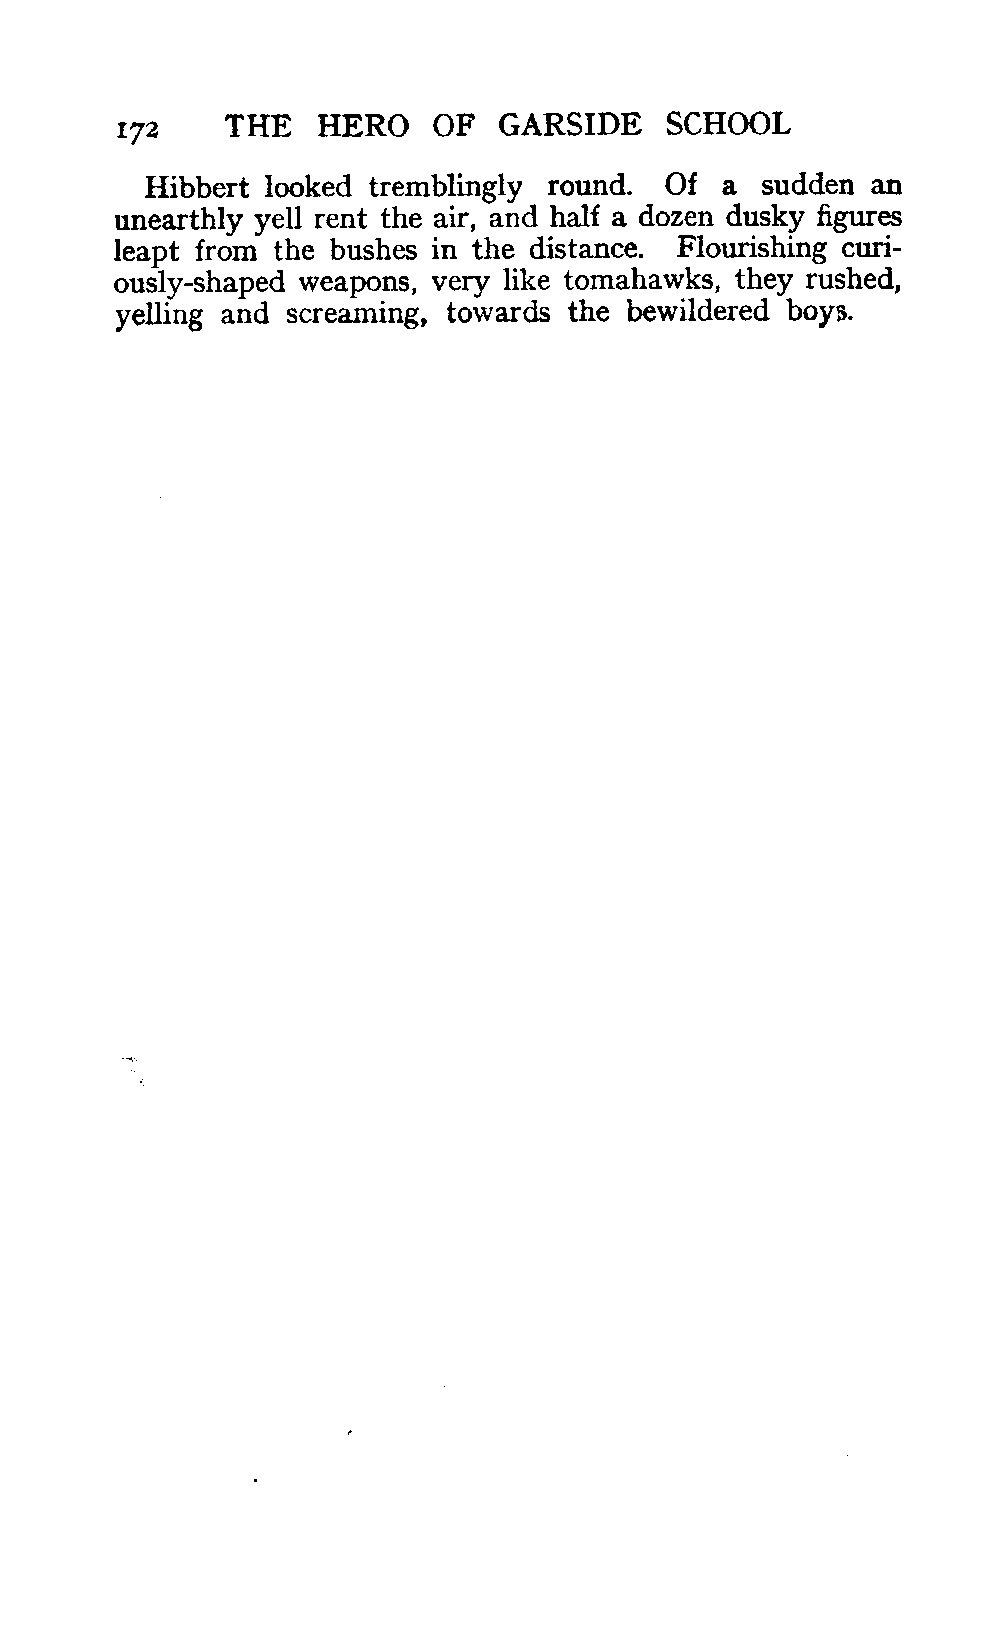 172 THE HERO OF GARSIDE SCHOOL
Hibbert looked tremblingly round. Of a sudden an
unearthly yell rent the air, and half a dozen dusky figures
leapt from the bushes in the distance. Flourishing curi-
ously-shaped weapons, very like tomahawks, they rushed,
yelling and screaming, towards the bewildered boys.